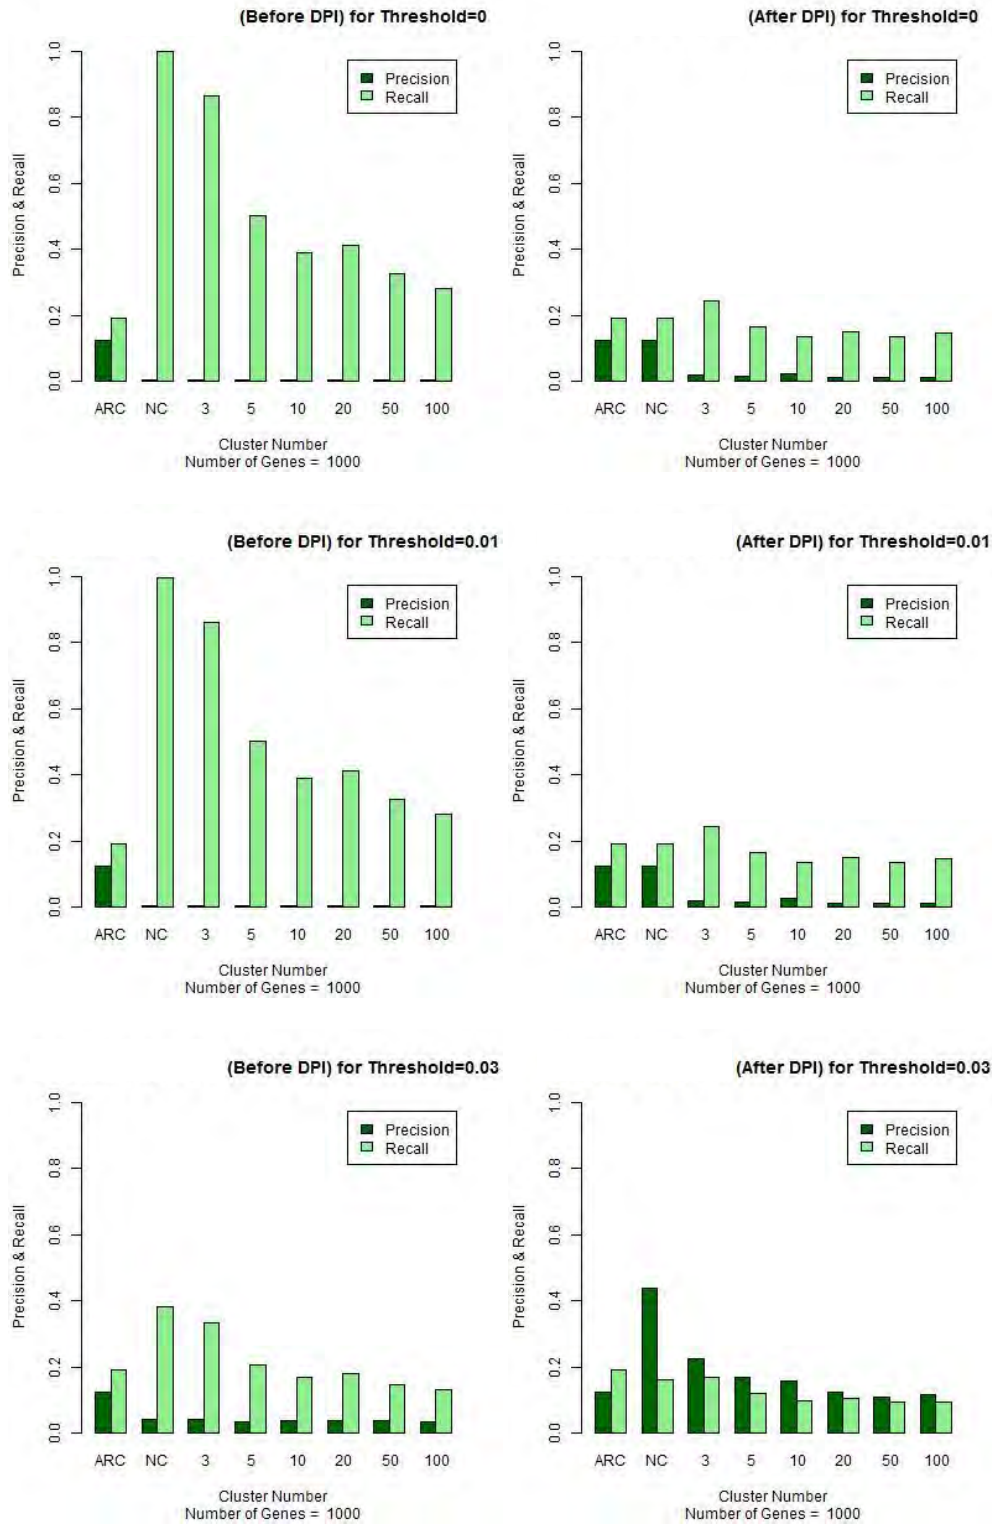 (Before DPI) for Threshold=0
Precision
Recall
Precision & Recall
1.0
0.8
0.6
0.4
0.2
0.0
ARC NC 3 5 10 20 50 100
Cluster Number
Number of Genes = 1000
(After DPI) for Threshold=0
Precision
Recall
Precision & Recall
1.0
0.8
0.6
0.4
0.2
0.0
ARC NC 3 5 10 20 50 100
Cluster Number
Number of Genes = 1000
(Before DPI) for Threshold=0.01
Precision
Recall
Precision & Recall
1.0
0.8
0.6
0.4
0.2
0.0
ARC NC 3 5 10 20 50 100
Cluster Number
Number of Genes = 1000
(After DPI) for Threshold=0.01
Precision
Recall
Precision & Recall
1.0
0.8
0.6
0.4
0.2
0.0
ARC NC 3 5 10 20 50 100
Cluster Number
Number of Genes = 1000
(Before DPI) for Threshold=0.03
Precision
Recall
Precision & Recall
1.0
0.8
0.6
0.4
0.2
0.0
ARC NC 3 5 10 20 50 100
Cluster Number
Number of Genes = 1000
(After DPI) for Threshold=0.03
Precision
Recall
Precision & Recall
1.0
0.8
0.6
0.4
0.2
0.0
ARC NC 3 5 10 20 50 100
Cluster Number
Number of Genes = 1000